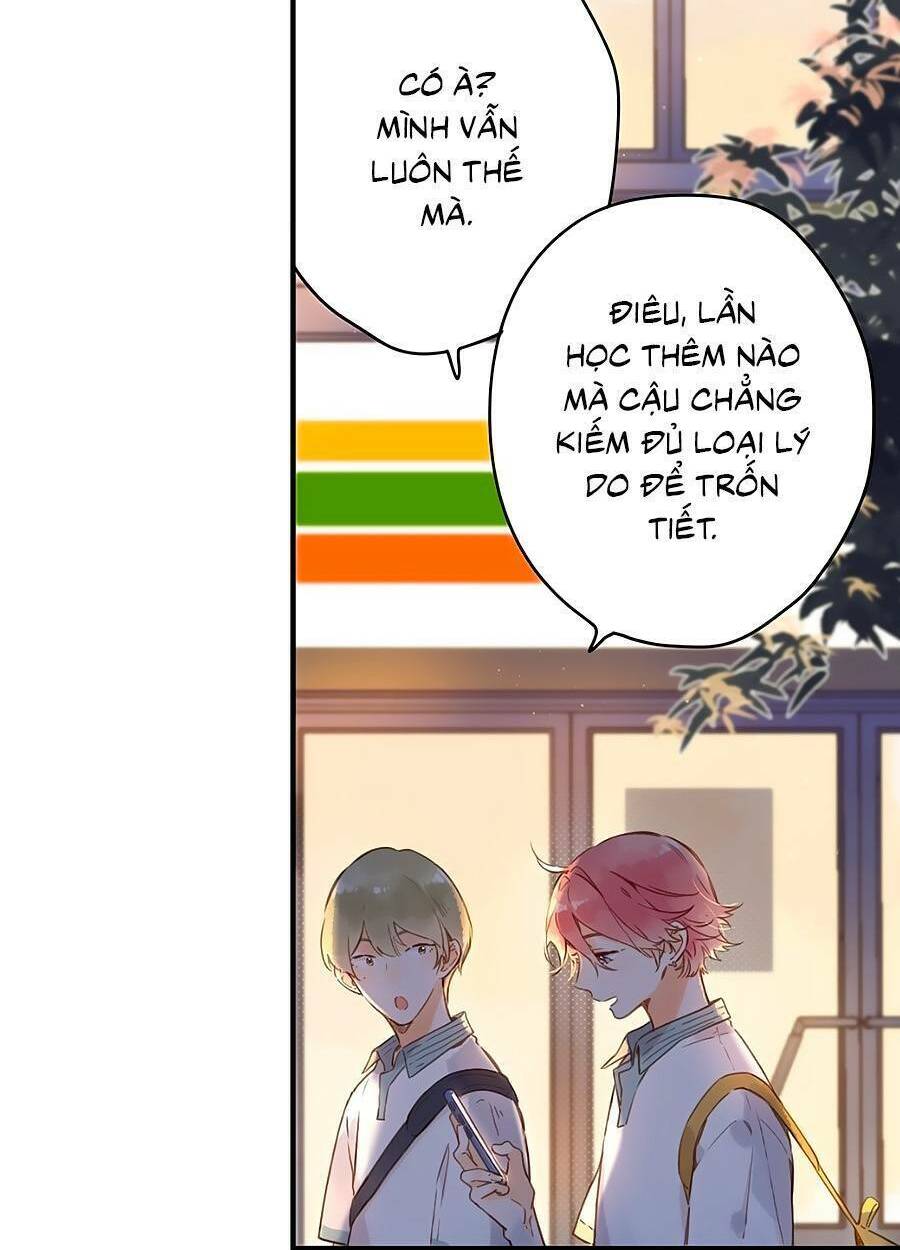 CÓ À?
MÌNH VẪN
LUÔN THẾ
MÀ.
ĐIÊU, LẦN
HỌC THÊM NÀO
MÀ CẬU CHẲNG
KIẾM ĐỦ LOẠI LÝ
DO ĐỂ TRỐN
TIẾT.